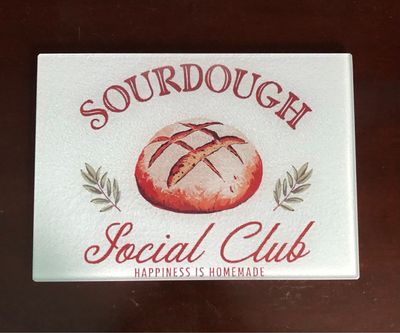 SOURDOUGH
Social Club
HAPPINESS IS HOMEMADE